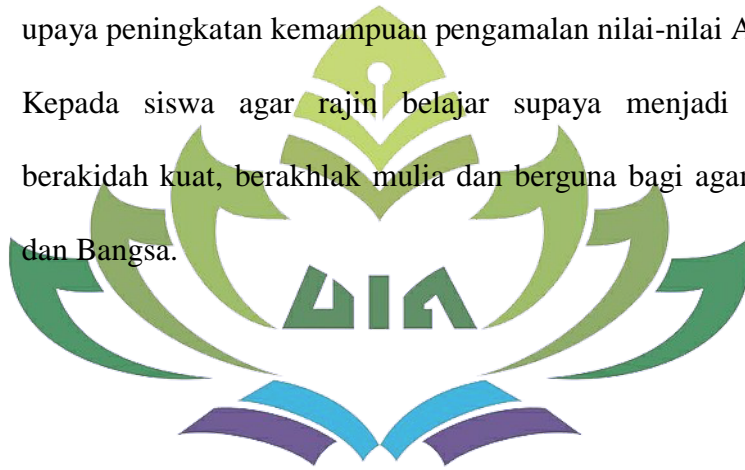 upaya peningkatan kemampuan pengamalan nilai-nilai
Kepada siswa agar rajin belajar supaya menjadi
berakidah kuat, berakhlak mulia dan berguna bagi
dan Bangsa.